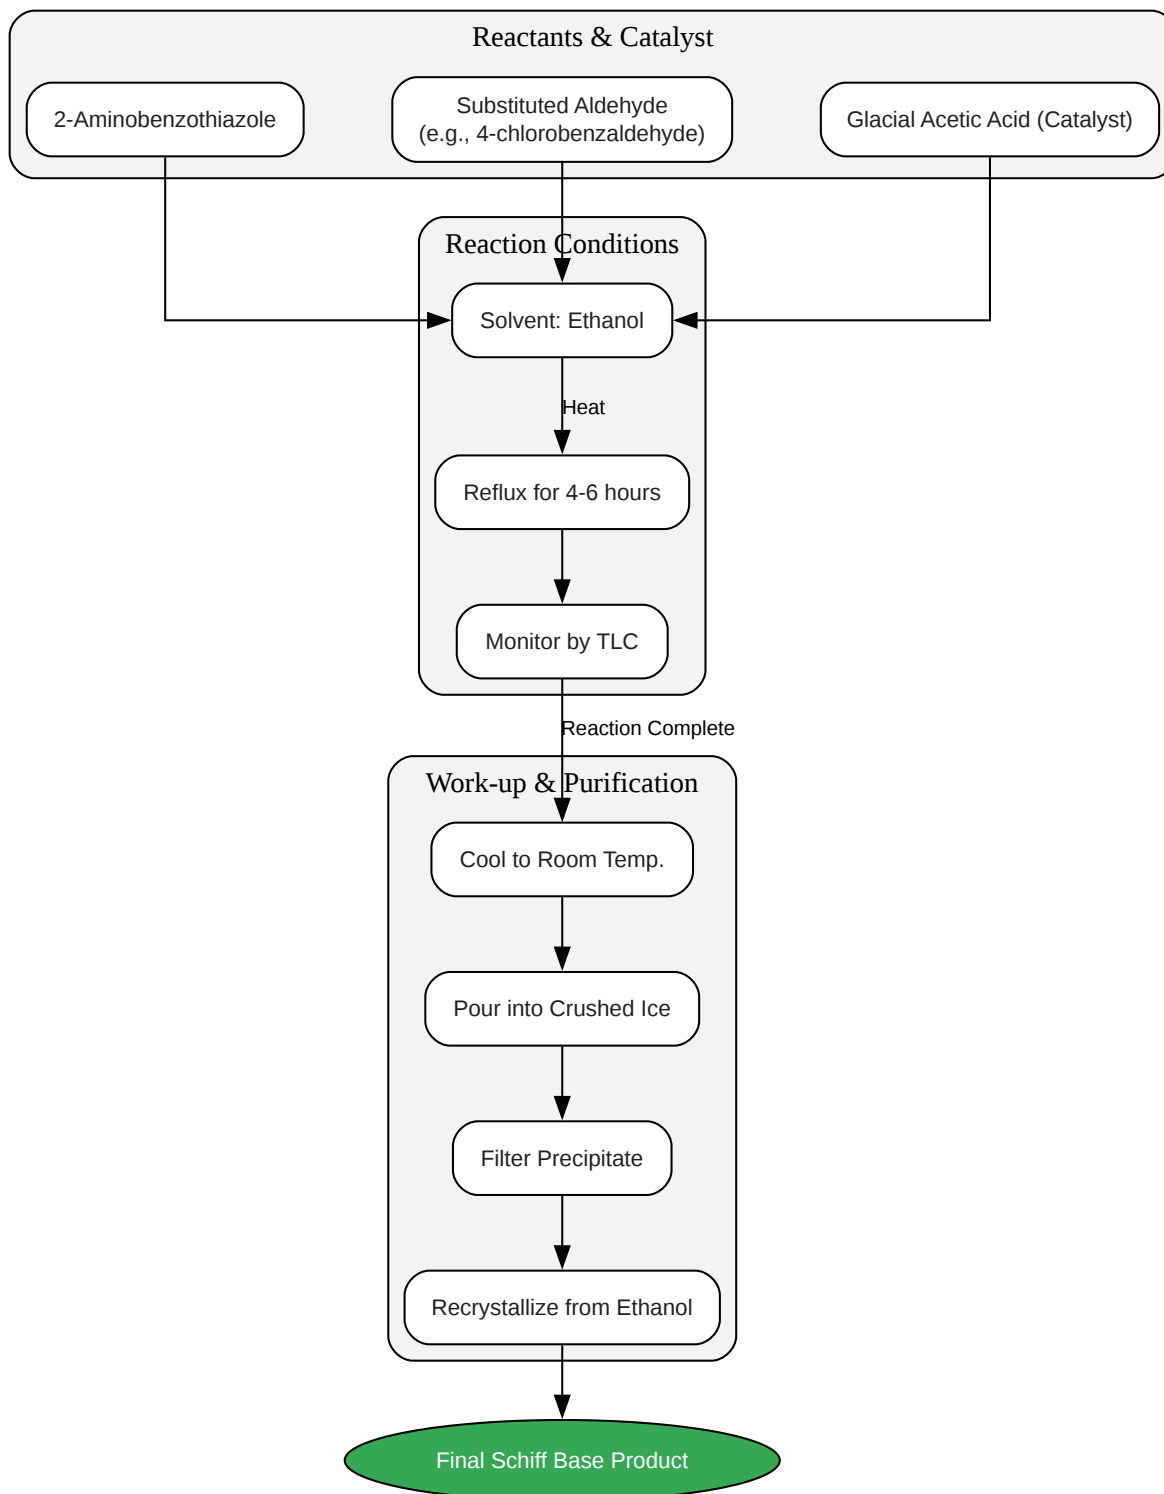 Reactants & Catalyst
2-Aminobenzothiazole
Substituted Aldehyde
(e.g., 4-chlorobenzaldehyde)
Glacial Acetic Acid (Catalyst)
Reaction Conditions
Solvent: Ethanol
Heat
Reflux for 4-6 hours
Monitor by TLC
Reaction Complete
Work-up & Purification
Cool to Room Temp.
Pour into Crushed Ice
Filter Precipitate
Recrystallize from Ethanol
Final Schiff Base Product